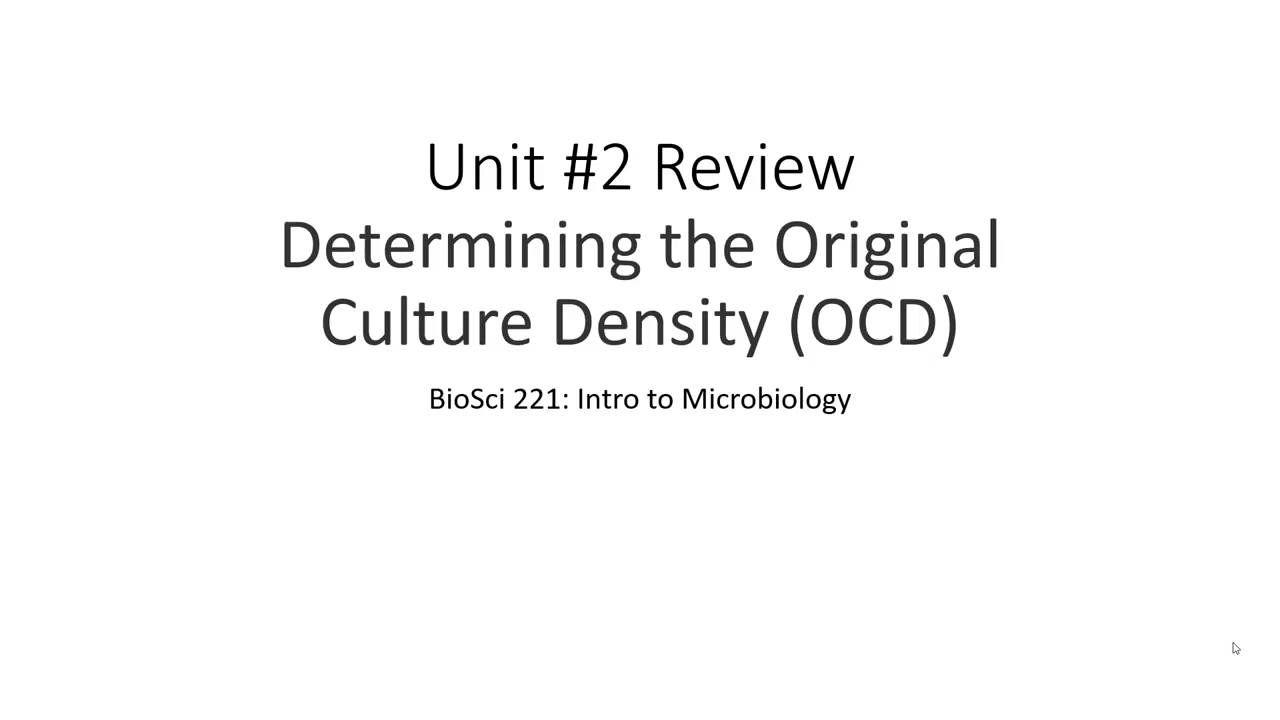 Unit #2 Review
Determining the Original
Culture Density (OCD)
BioSci 221: Intro to Microbiology